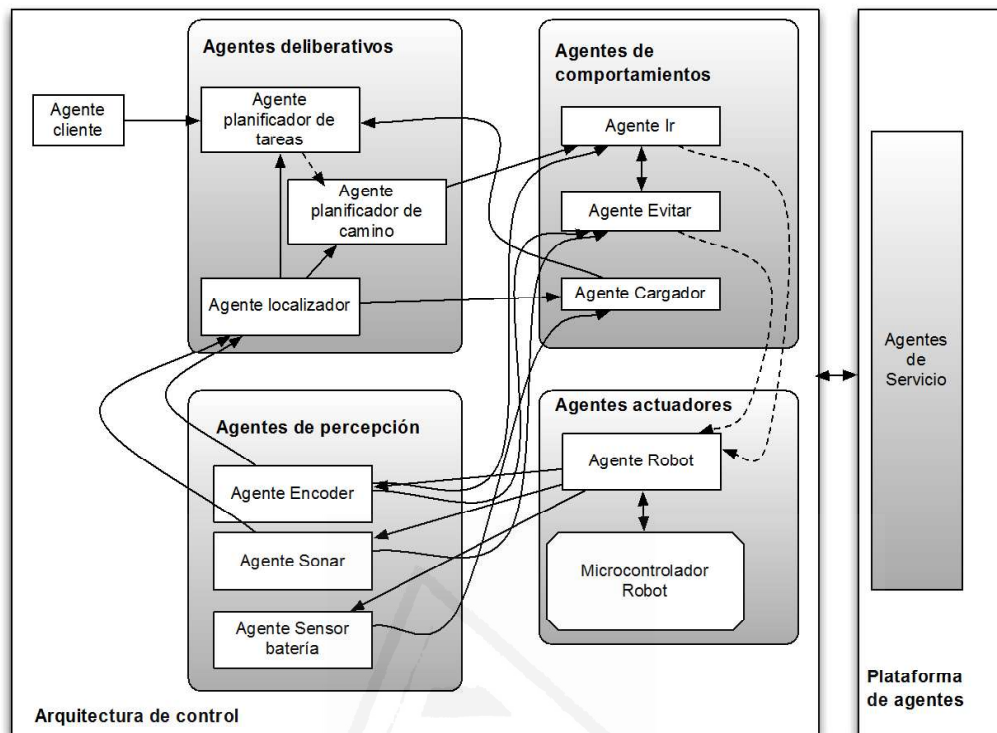 Agentes deliberativos
Agente
cliente
Agente
planificador de
tareas
Agente
planificador de
camino
Agente localizador
Agentes de
comportamientos
Agente Ir
Agente Evitar
Agente Cargador
Agentes de percepción
Agente Encoder
Agente Sonar
Agente Sensor
batería
Agentes actuadores
Agente Robot
Microcontrolador
Robot
Arquitectura de control
Agentes
de
Servicio
Plataforma
de agentes